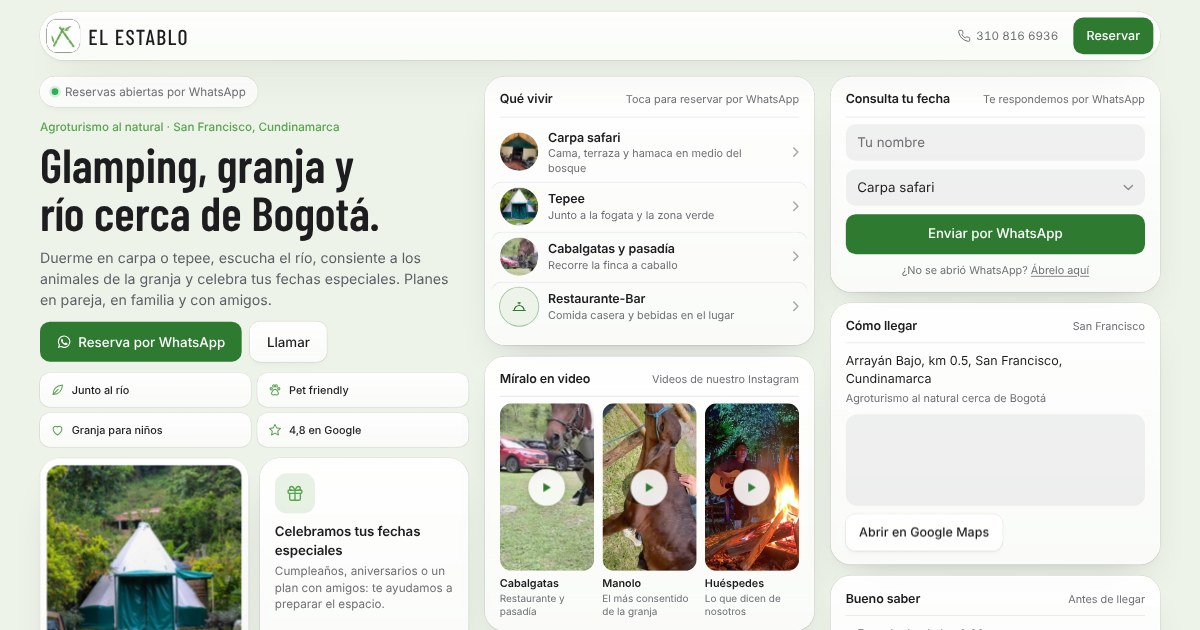 EL ESTABLO
310 816 6936
Reservar
Reservas abiertas por WhatsApp
Agroturismo al natural · San Francisco, Cundinamarca
Glamping, granja y
río cerca de Bogotá.
Duerme en carpa o tepee, escucha el río, consiente a los
animales de la granja y celebra tus fechas especiales. Planes
en pareja, en familia y con amigos.
Reserva por WhatsApp
Llamar
Junto al río
Pet friendly
Granja para niños
4,8 en Google
Celebramos tus fechas
especiales
Cumpleaños, aniversarios o un
plan con amigos: te ayudamos a
preparar el espacio.
Qué vivir
Toca para reservar por WhatsApp
Carpa safari
Cama, terraza y hamaca en medio del
bosque
Tepee
Junto a la fogata y la zona verde
Cabalgatas y pasadía
Recorre la finca a caballo
Restaurante-Bar
Comida casera y bebidas en el lugar
Míralo en video
Videos de nuestro Instagram
Cabalgatas
Restaurante y
pasadía
Manolo
El más consentido
de la granja
Huéspedes
Lo que dicen de
nosotros
Consulta tu fecha
Te respondemos por WhatsApp
Tu nombre
Carpa safari
Enviar por WhatsApp
¿No se abrió WhatsApp? Ábrelo aquí
Cómo llegar
San Francisco
Arrayán Bajo, km 0.5, San Francisco,
Cundinamarca
Agroturismo al natural cerca de Bogotá
Abrir en Google Maps
Bueno saber
Antes de llegar